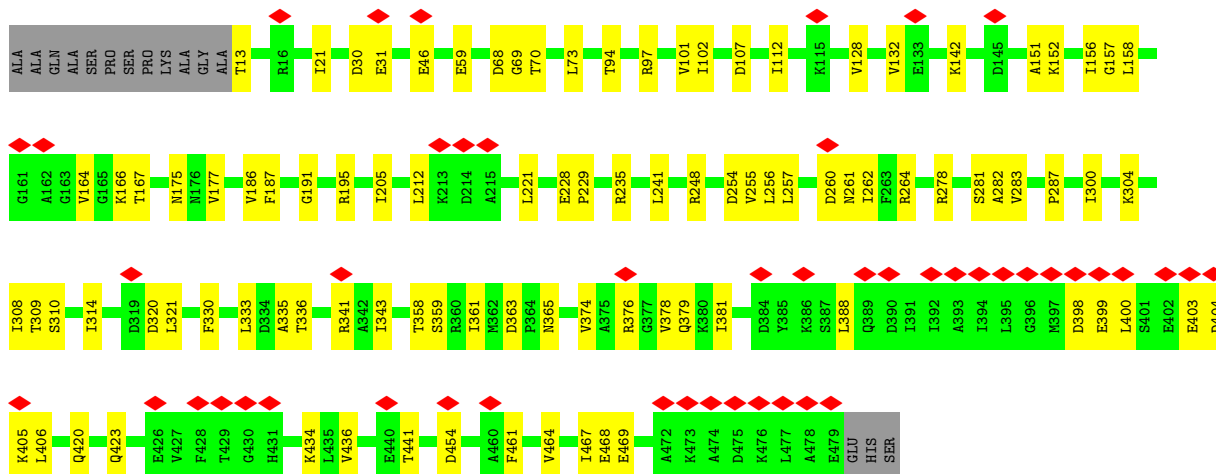 ALA ALA GLN ALA SER PRO SER PRO LYS ALA GLY ALA T13 R16 I21 D30 E31 E46 E59 D68 G69 T70 L73 T94 R97 V101 I102 D107 I112 K115 V128 V132 E133 K142 D145 A151 K152 I156 G157 L158
G161 A162 G163 V164 G165 K166 T167 N175 N176 V177 V186 F187 G191 R195 I205 L212 K213 D214 A215 L221 E228 P229 R235 L241 R248 D254 V255 L256 L257 D260 N261 I262 F263 R264 R278 S281 A282 V283 P287 I300 K304
I308 T309 S310 I314 D319 D320 L321 F330 L333 D334 A335 T336 R341 A342 I343 T358 S359 R360 I361 M362 D363 P364 N365 V374 A375 R376 G377 V378 Q379 K380 I381 D384 Y385 K386 S387 L388 Q389 D390 I391 I392 A393 I394 L395 G396 M397 D398 E399 L400 S401 E402 E403 D404
K405 L406 Q420 Q423 E426 V427 F428 T429 G430 H431 K434 L435 V436 E440 T441 D454 A460 F461 V464 I467 E468 E469 A472 K473 A474 D475 K476 L477 A478 E479 GLU HIS SER